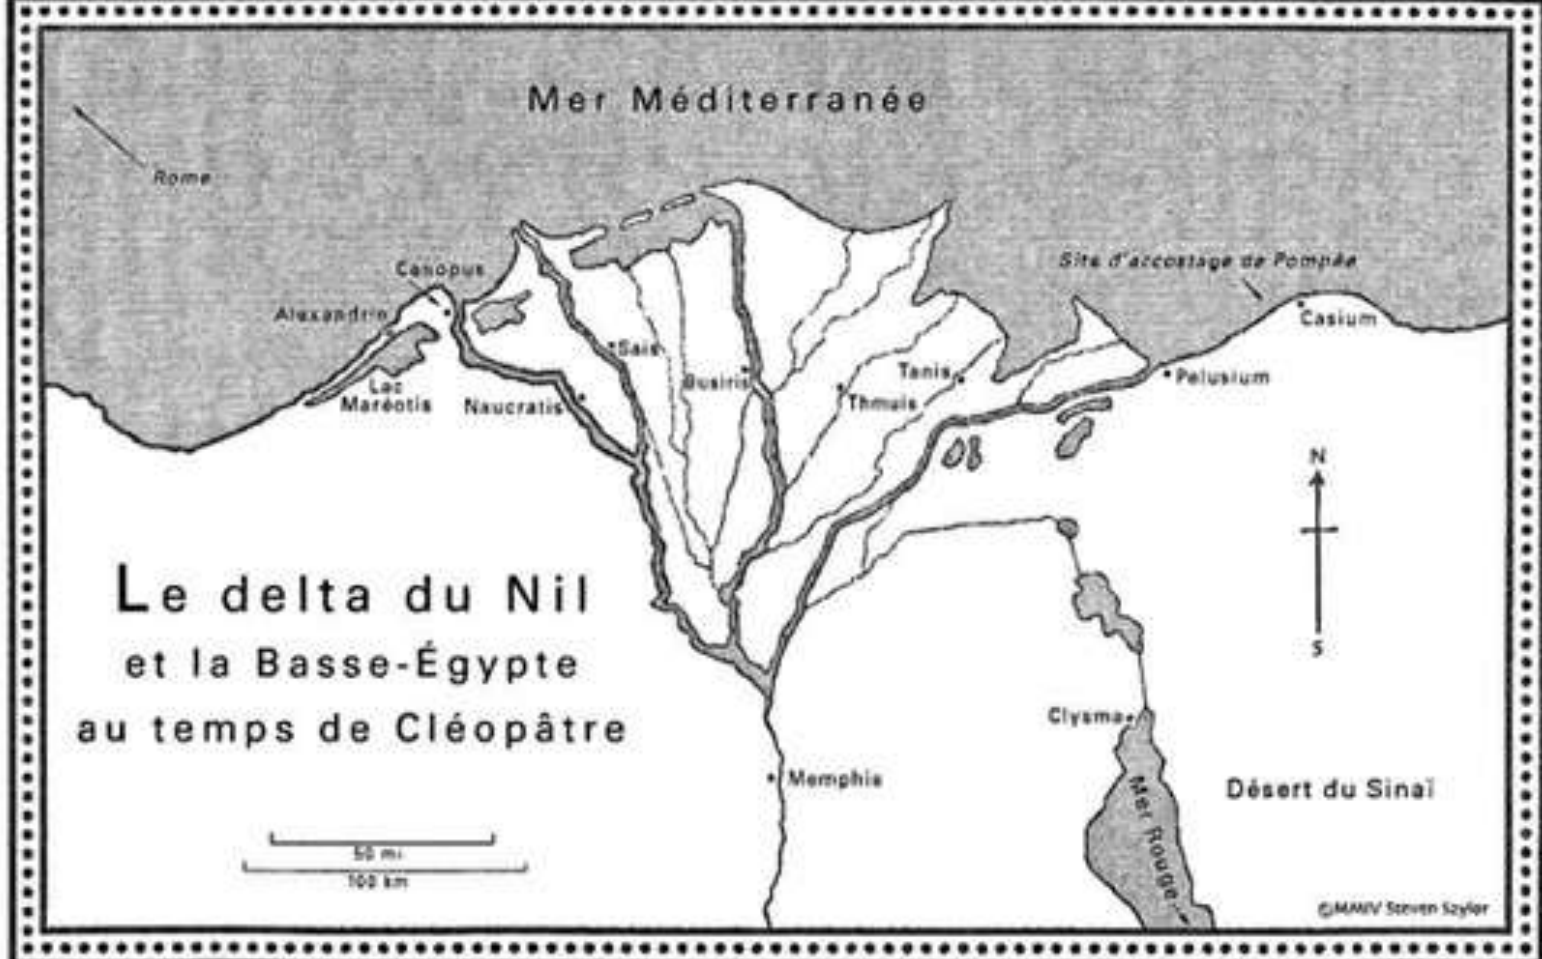 Mer Méditerranée
Rome
Canopus
Alexandrie
Site d'accostage de Pompée
Casium
Saïs
Lac
Maréotis
Naucratis
Busiris
Thmuis
Tanis
Pelusium
N
S
Le delta du Nil
et la Basse-Égypte
au temps de Cléopâtre
Clysma
Memphis
Désert du Sinaï
Mer Rouge
50 mi.
100 km
©MMIV Steven Saylor